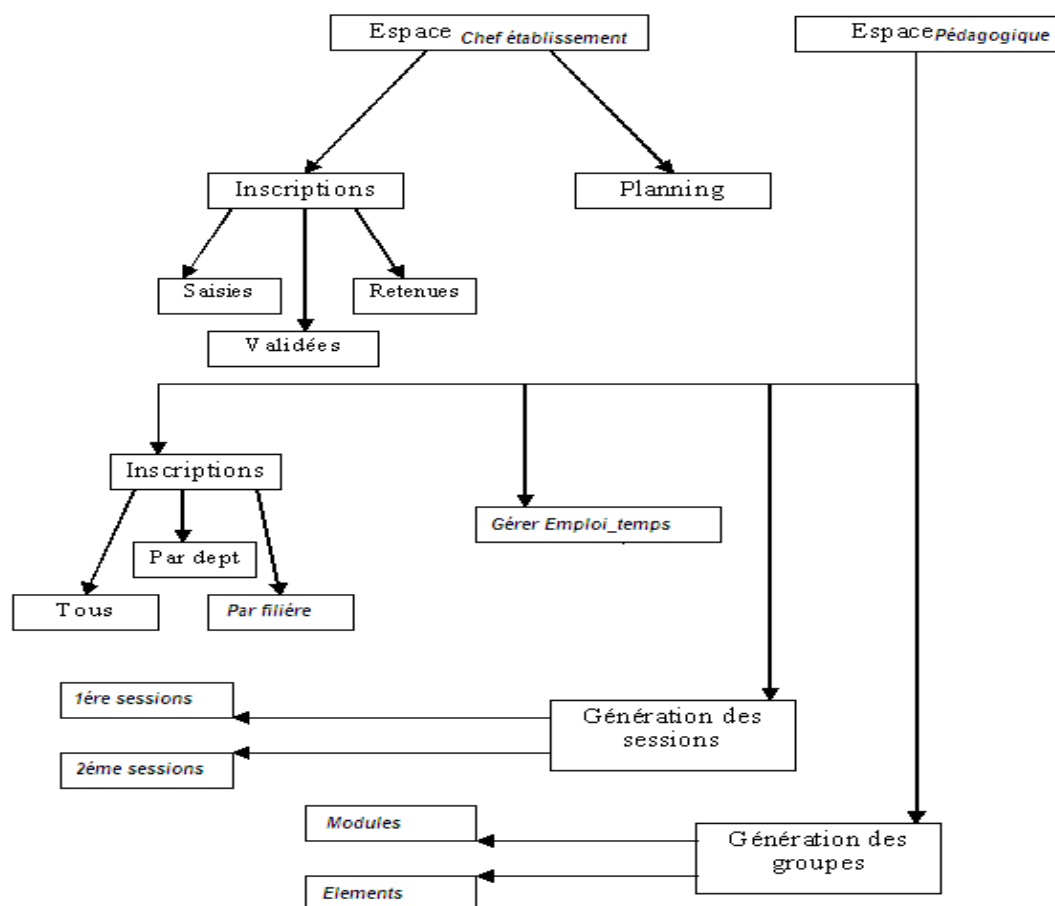 Espace Chef établissement
Espace Pédagogique
Inscriptions
Planning
Saisies
Retenues
Validées
Inscriptions
Gérer Emploi_temps
Par dept
Tous
Par filiére
1ére sessions
Génération des
sessions
2éme sessions
Modules
Génération des
groupes
Elements